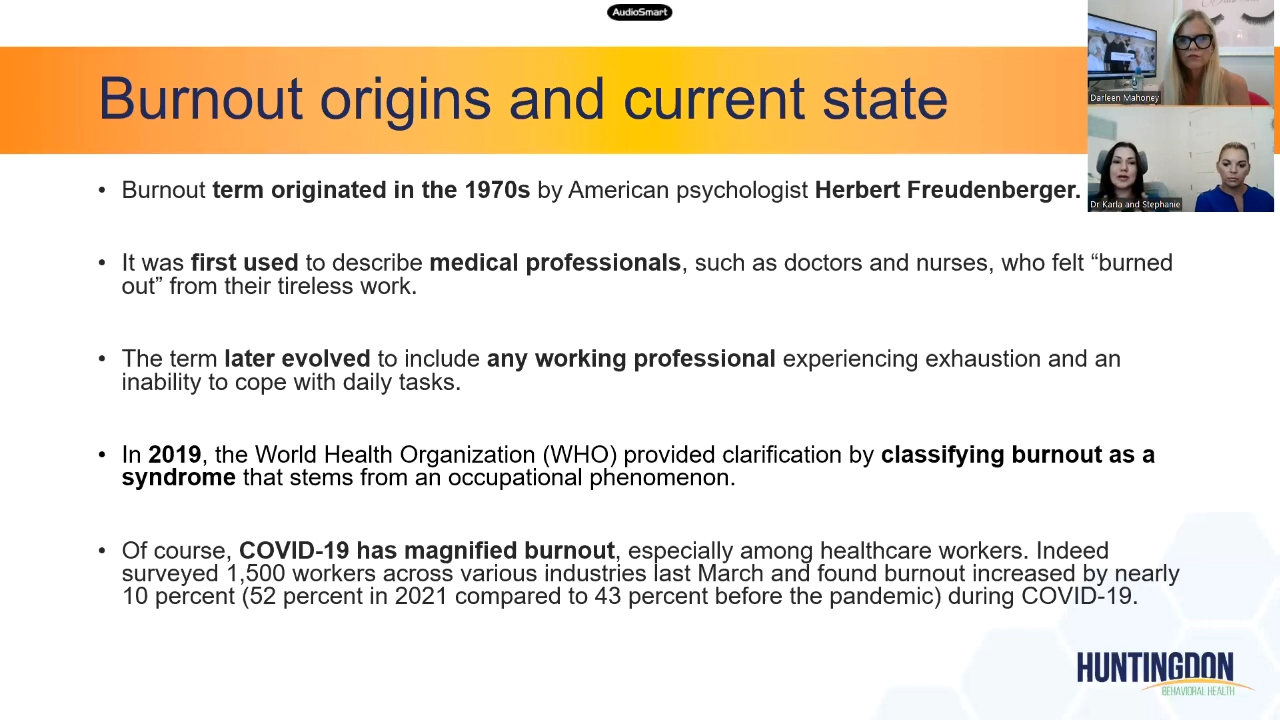 AudioSmart
Burnout origins and current state
Darleen Mahoney
Dr Karla and Stephanie
• Burnout term originated in the 1970s by American psychologist Herbert Freudenberger.
• It was first used to describe medical professionals, such as doctors and nurses, who felt “burned
out” from their tireless work.
• The term later evolved to include any working professional experiencing exhaustion and an
inability to cope with daily tasks.
• In 2019, the World Health Organization (WHO) provided clarification by classifying burnout as a
syndrome that stems from an occupational phenomenon.
• Of course, COVID-19 has magnified burnout, especially among healthcare workers. Indeed
surveyed 1,500 workers across various industries last March and found burnout increased by nearly
10 percent (52 percent in 2021 compared to 43 percent before the pandemic) during COVID-19.
HUNTINGDON
BEHAVIORAL HEALTH